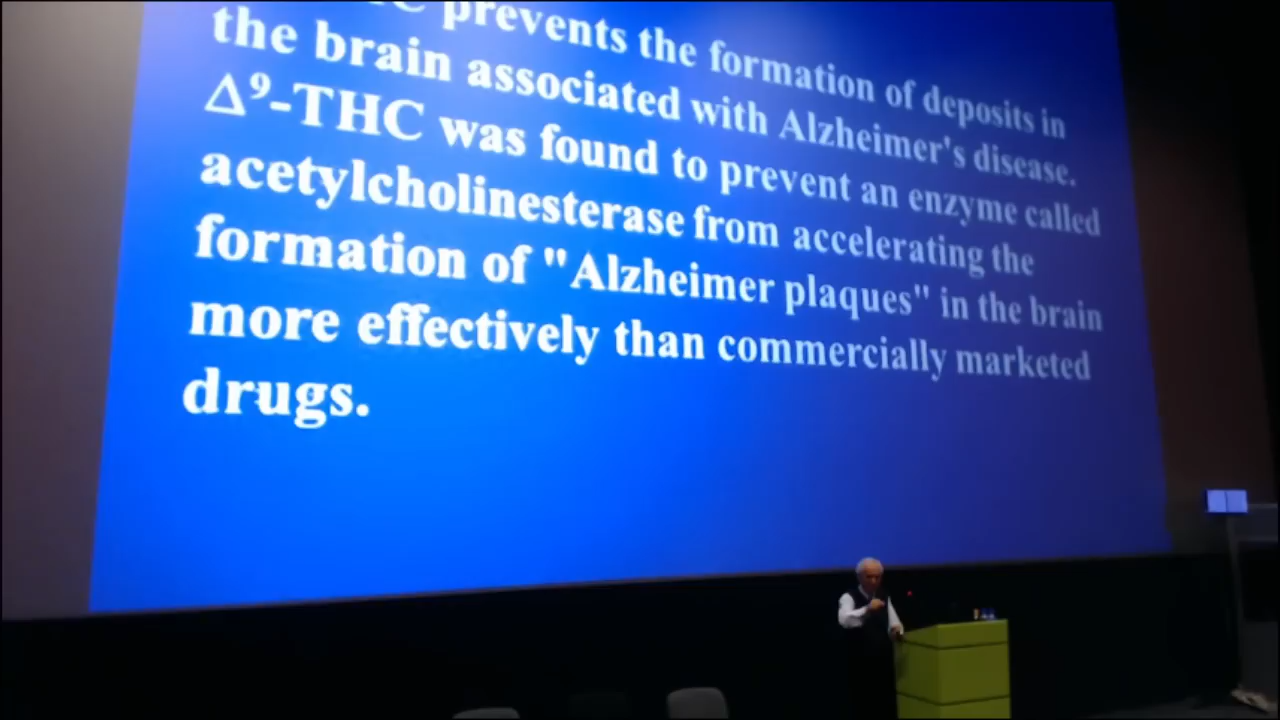 prevents the formation of deposits in
the brain associated with Alzheimer's disease.
Δ⁹-THC was found to prevent an enzyme called
acetylcholinesterase from accelerating the
formation of "Alzheimer plaques" in the brain
more effectively than commercially marketed
drugs.